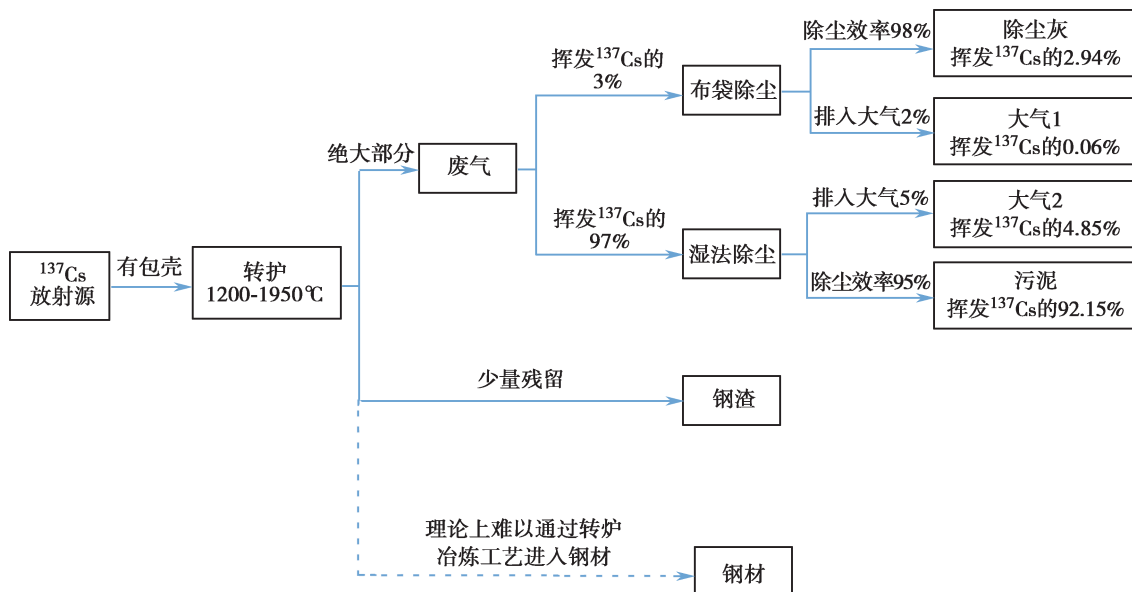 ¹³⁷Cs
放射源
有包壳
转护
1200-1950℃
绝大部分
废气
挥发¹³⁷Cs的
3%
布袋除尘
除尘效率98%
除尘灰
挥发¹³⁷Cs的2.94%
排入大气2%
大气1
挥发¹³⁷Cs的0.06%
挥发¹³⁷Cs的
97%
湿法除尘
排入大气5%
大气2
挥发¹³⁷Cs的4.85%
除尘效率95%
污泥
挥发¹³⁷Cs的92.15%
少量残留
钢渣
理论上难以通过转炉
冶炼工艺进入钢材
钢材